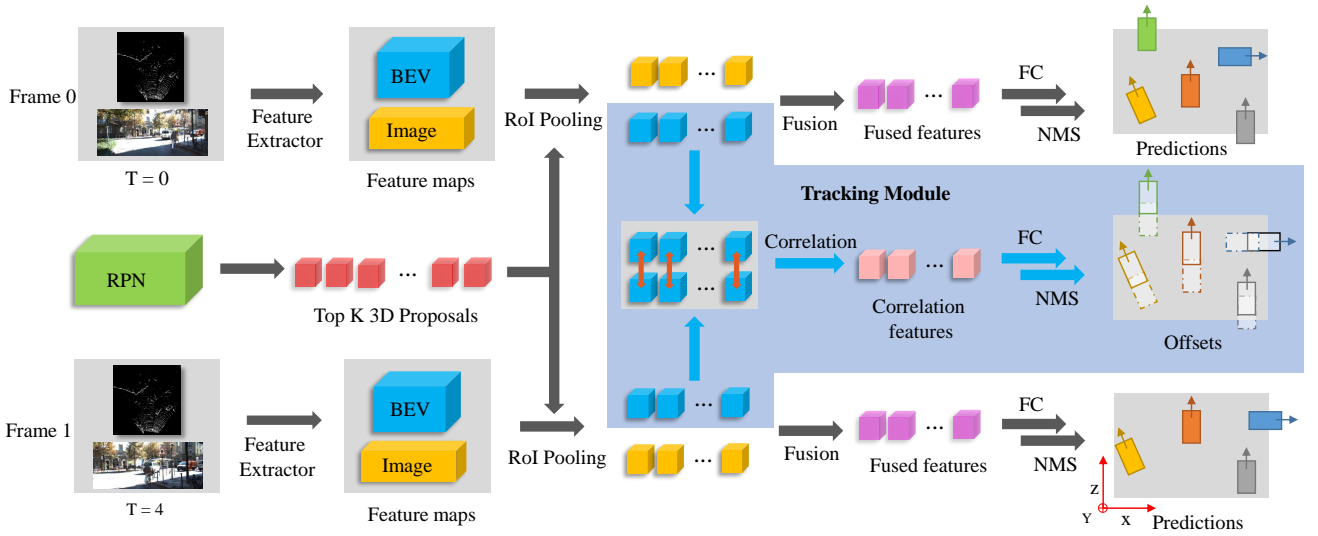 Frame 0
T = 0
Feature
Extractor
BEV
Image
Feature maps
RoI Pooling
...
...
Fusion
...
Fused features
FC
NMS
Predictions
Tracking Module
RPN
...
Top K 3D Proposals
...
...
Correlation
...
Correlation
features
FC
NMS
Offsets
Frame 1
T = 4
Feature
Extractor
BEV
Image
Feature maps
RoI Pooling
...
...
Fusion
...
Fused features
FC
NMS
Z
Y
X
Predictions